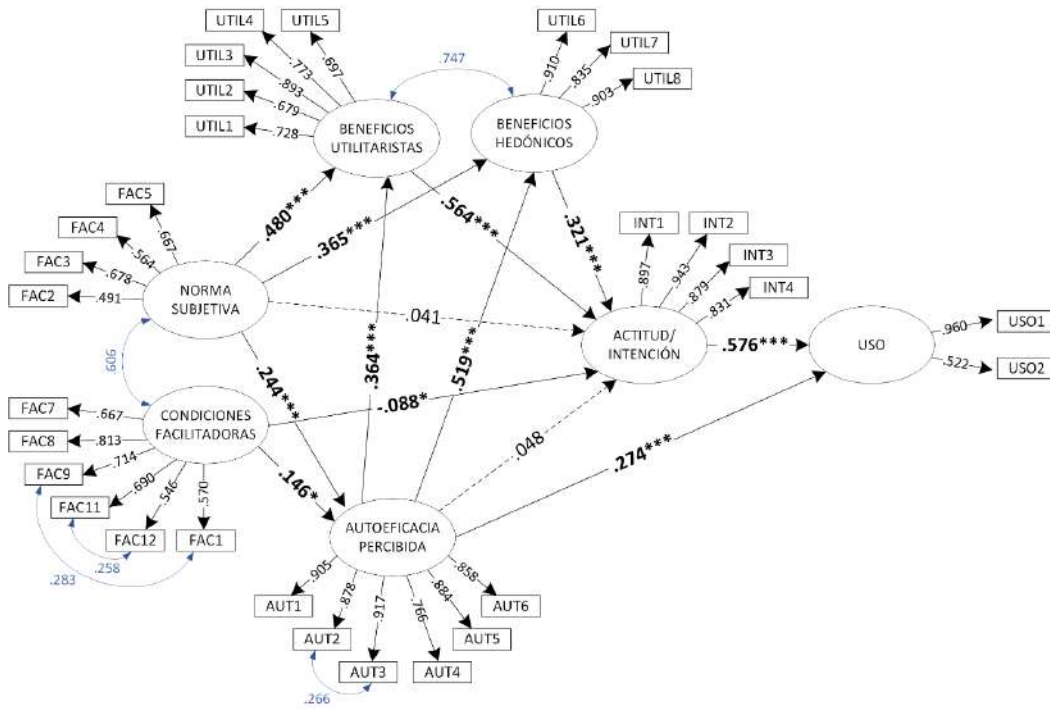 UTIL4
UTIL5
UTIL6
UTIL3
UTIL7
UTIL2
UTIL8
UTIL1
.773
.697
.893
.679
.728
.747
.910
.835
.903
BENEFICIOS
UTILITARISTAS
BENEFICIOS
HEDÓNICOS
FAC5
FAC4
FAC3
FAC2
.667
.564
.678
.491
NORMA
SUBJETIVA
.480***
.365***
.564***
.321***
INT1
INT2
INT3
INT4
.897
.943
.879
.831
.041
ACTITUD/
INTENCIÓN
.576***
USO
.960
USO1
.522
USO2
.606
.244***
.364***
.519***
-.088*
.048
.274***
CONDICIONES
FACILITADORAS
FAC7
.667
FAC8
.813
FAC9
.714
FAC11
.690
FAC12
.546
FAC1
.570
.146*
.258
.283
AUTOEFICACIA
PERCIBIDA
.905
.878
.917
.766
.884
.858
AUT1
AUT6
AUT2
AUT5
AUT3
AUT4
.266